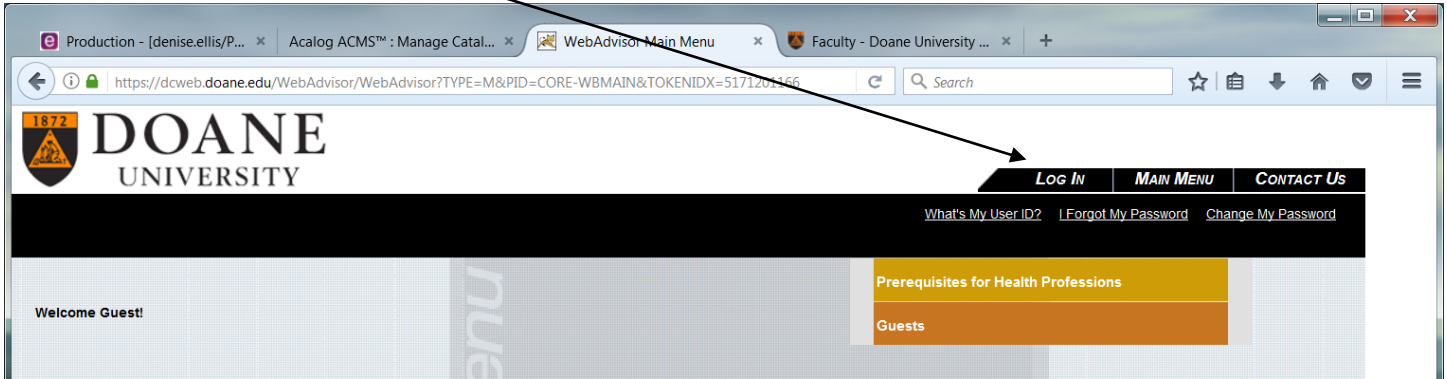 Production - [denise.ellis/P... × Acalog ACMS™ : Manage Catal... × WebAdvisor Main Menu × Faculty - Doane University ... × +
https://dcweb.doane.edu/WebAdvisor/WebAdvisor?TYPE=M&PID=CORE-WBMAIN&TOKENIDX=5171201166 Search
1872
DOANE
UNIVERSITY
LOG IN MAIN MENU CONTACT US
What's My User ID? I Forgot My Password Change My Password
Prerequisites for Health Professions
Welcome Guest!
Guests
enu